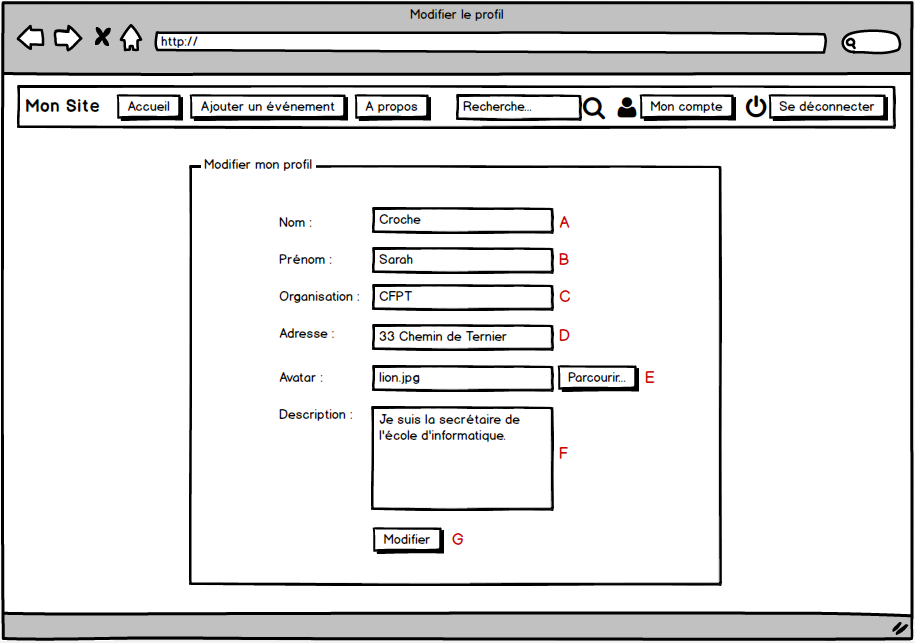 Modifier le profil
http://
Mon Site Accueil Ajouter un événement A propos Recherche... Mon compte Se déconnecter
Modifier mon profil
Nom : Croche A
Prénom : Sarah B
Organisation : CFPT C
Adresse : 33 Chemin de Ternier D
Avatar : lion.jpg Parcourir... E
Description : Je suis la secrétaire de
l'école d'informatique.
F
Modifier G